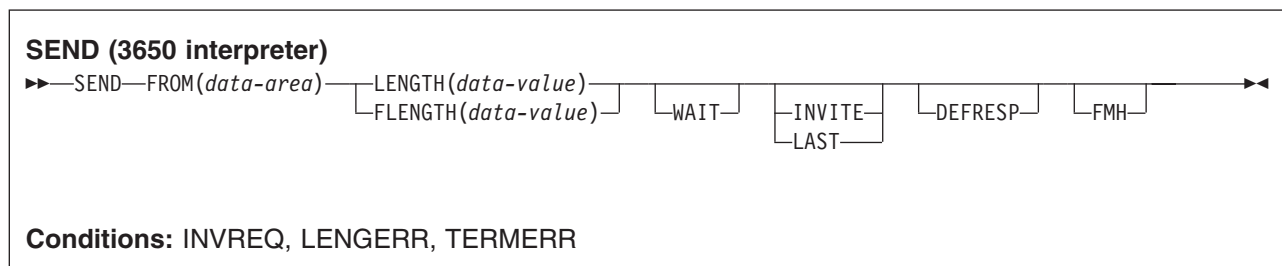 SEND (3650 interpreter)
►►—SEND—FROM(data-area)—LENGTH(data-value)—►◄
FLENGTH(data-value) WAIT INVITE DEFRESP FMH
LAST
Conditions: INVREQ, LENGERR, TERMERR